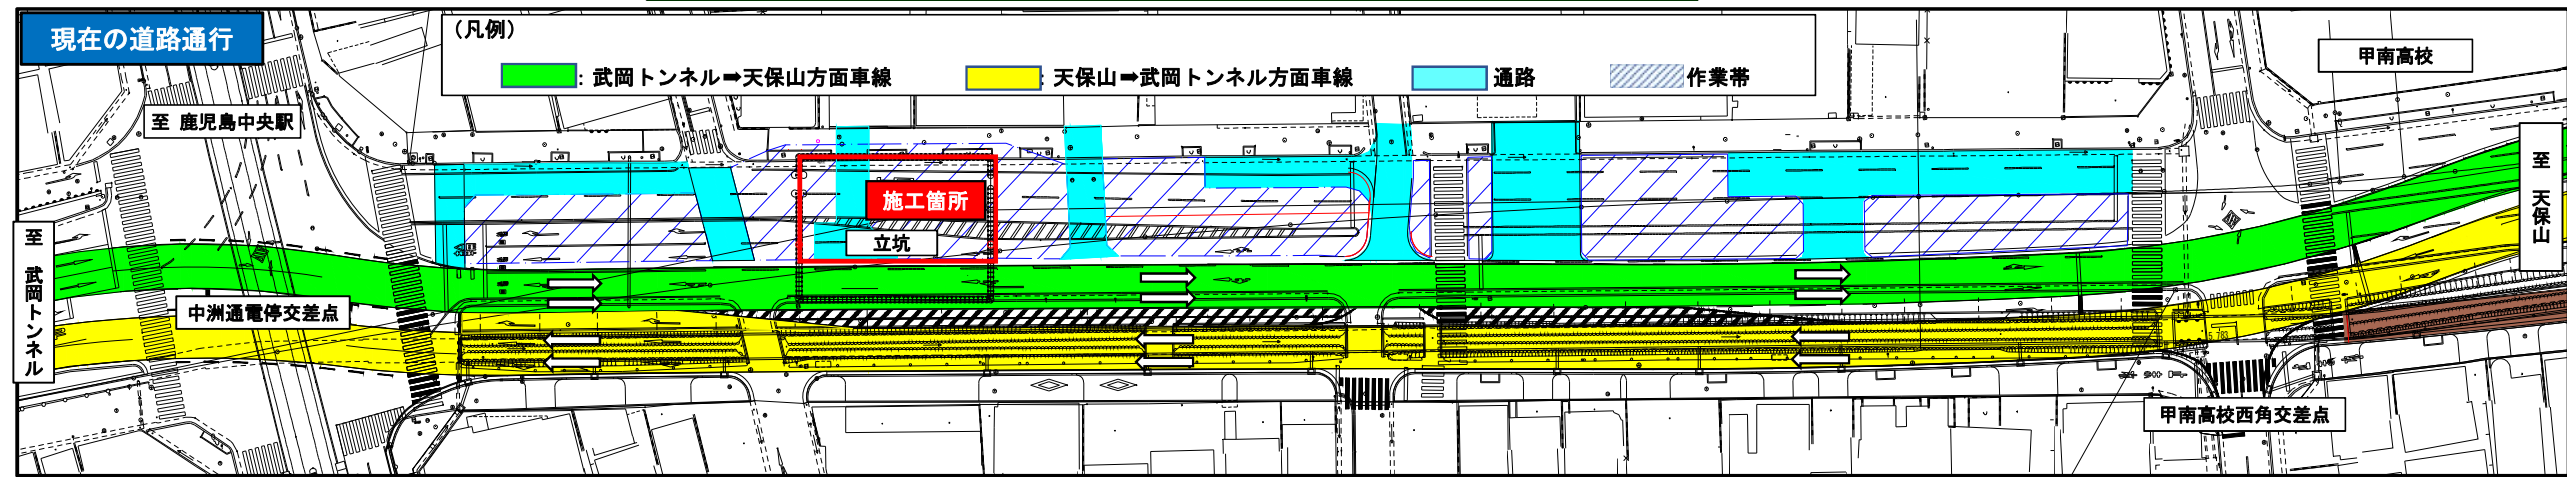 現在の道路通行
(凡例)
: 武岡トンネル➡天保山方面車線
: 天保山➡武岡トンネル方面車線
通路
作業帯
甲南高校
至 鹿児島中央駅
施工箇所
立坑
至 武岡トンネル
至 天保山
中洲通電停交差点
甲南高校西角交差点